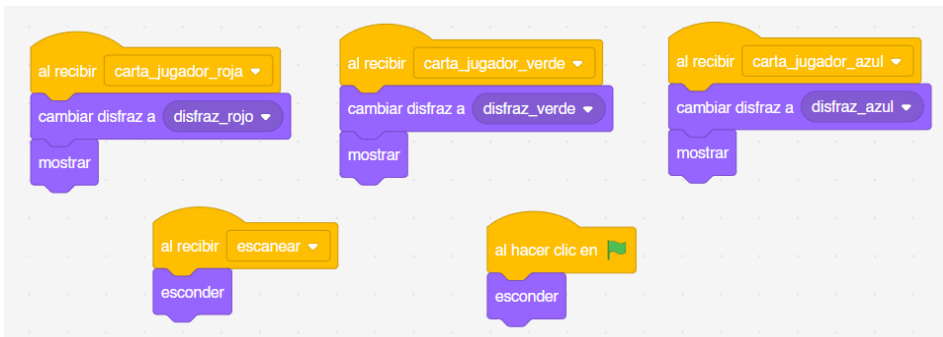 al recibir carta_jugador_roja
cambiar disfraz a disfraz_rojo
mostrar
al recibir carta_jugador_verde
cambiar disfraz a disfraz_verde
mostrar
al recibir carta_jugador_azul
cambiar disfraz a disfraz_azul
mostrar
al recibir escanear
esconder
al hacer clic en
esconder